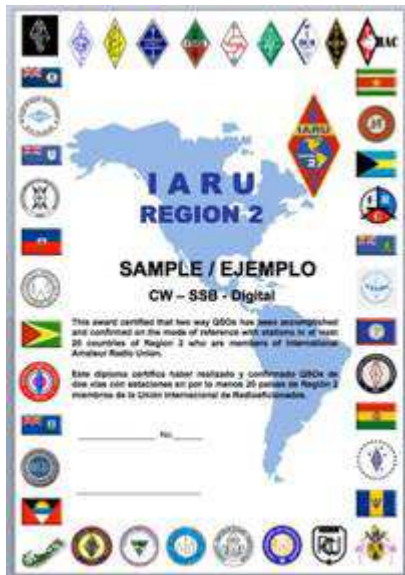 RAC
IARU
IARU
REGION 2
SAMPLE / EJEMPLO
CW – SSB - Digital
This award certified that two way QSOs has been accomplished
and confirmed on the mode of reference with stations in at least
20 countries of Region 2 who are members of International
Amateur Radio Union.
Este diploma certifica haber realizado y confirmado QSOs de
dos vías con estaciones en por lo menos 20 países de Región 2
miembros de la Unión Internacional de Radioaficionados.
No.